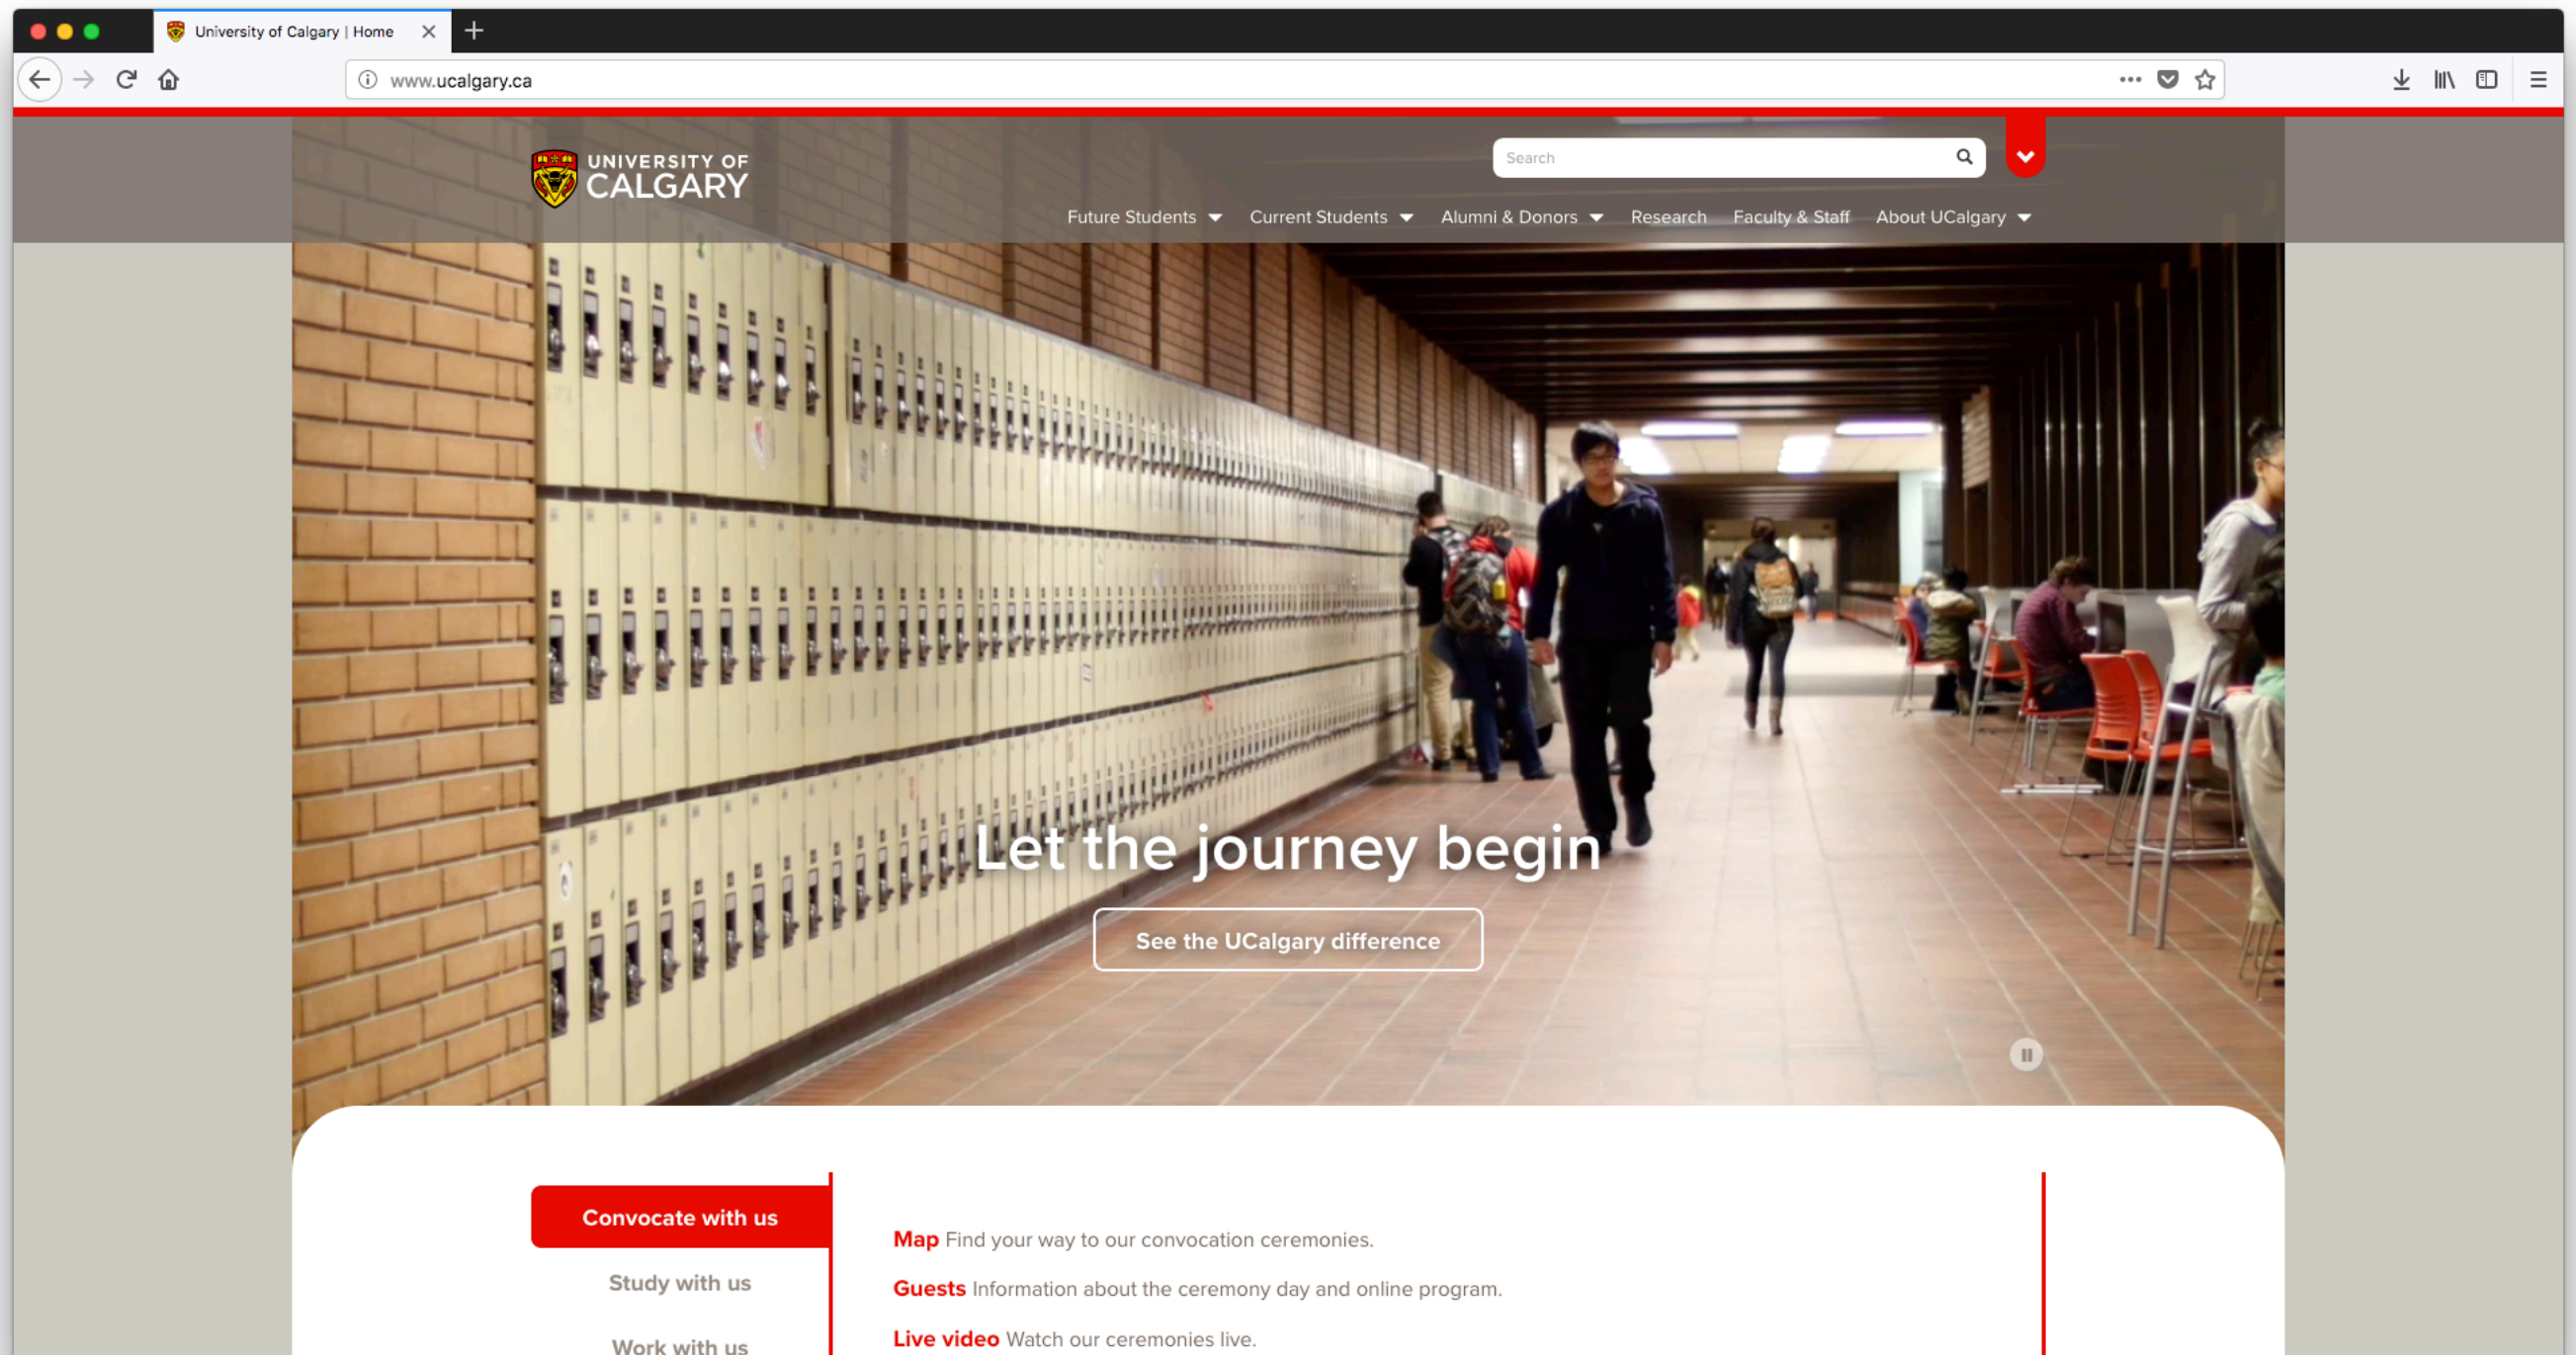 University of Calgary | Home
www.ucalgary.ca
UNIVERSITY OF
CALGARY
Search
Future Students Current Students Alumni & Donors Research Faculty & Staff About UCalgary
Let the journey begin
See the UCalgary difference
Convocate with us
Map Find your way to our convocation ceremonies.
Study with us
Guests Information about the ceremony day and online program.
Work with us
Live video Watch our ceremonies live.